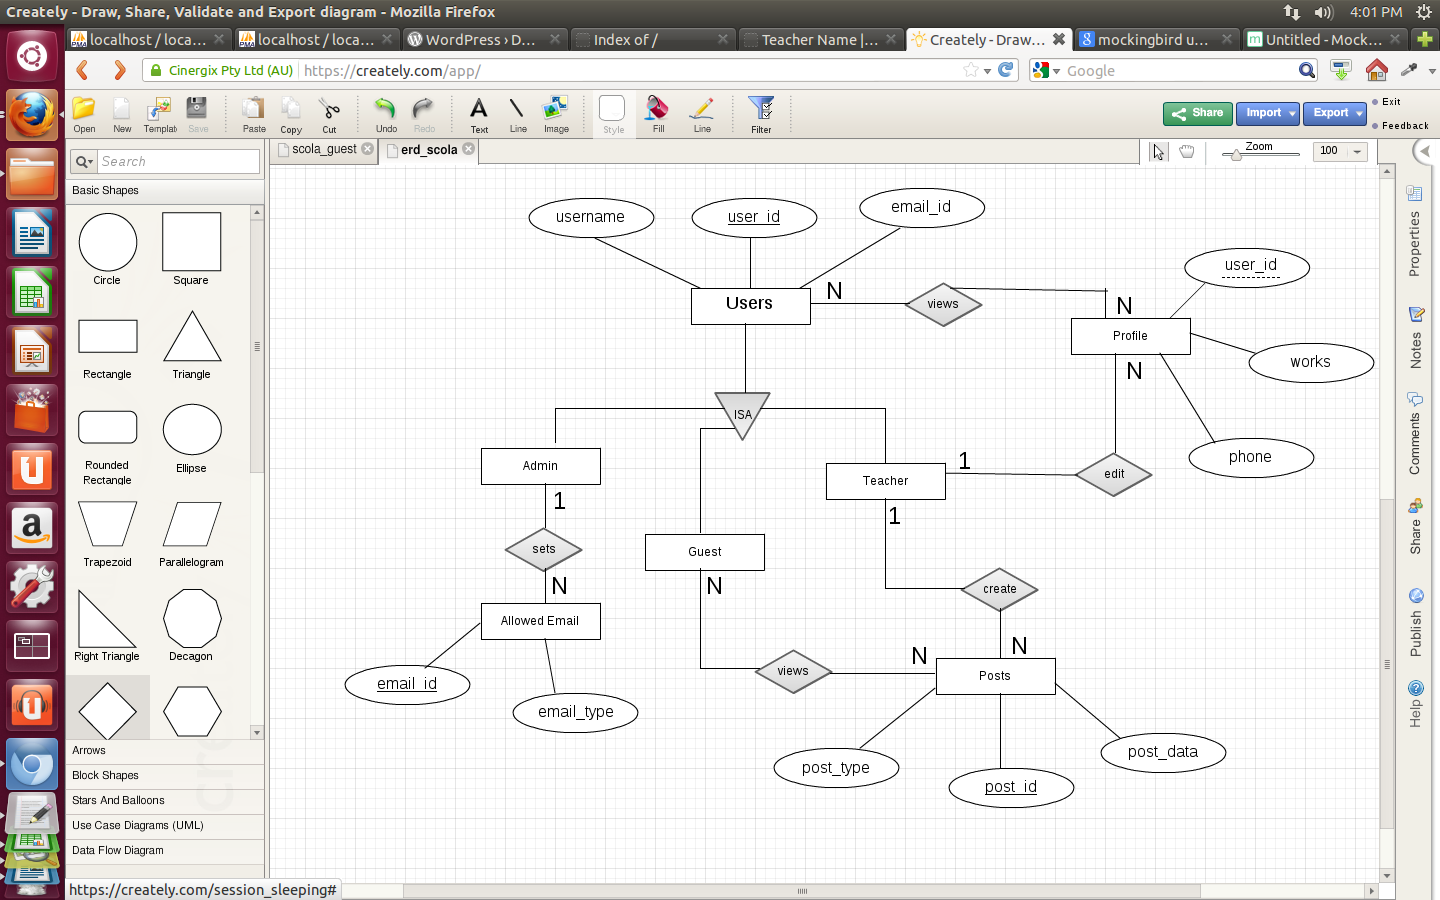 Creately - Draw, Share, Validate and Export diagram - Mozilla Firefox
4:01 PM
localhost / loca...
localhost / loca...
WordPress › D...
Index of /
Teacher Name |...
Creately - Draw...
mockingbird u...
Untitled - Mock...
Cinergix Pty Ltd (AU)
https://creately.com/app/
Google
Open
New
Templat
Save
Paste
Copy
Cut
Undo
Redo
Text
Line
Image
Style
Fill
Line
Filter
Share
Import
Export
Exit
Feedback
Search
scola_guest
erd_scola
Zoom
100
Basic Shapes
Circle
Square
Rectangle
Triangle
Rounded
Rectangle
Ellipse
Trapezoid
Parallelogram
Right Triangle
Decagon
Arrows
Block Shapes
Stars And Balloons
Use Case Diagrams (UML)
Data Flow Diagram
https://creately.com/session_sleeping#
username
user_id
email_id
Users
N
views
N
user_id
Profile
works
N
phone
ISA
Admin
1
Teacher
1
edit
1
sets
Guest
N
N
create
Allowed Email
N
views
N
Posts
email_id
email_type
post_type
post_id
post_data
Properties
Notes
Comments
Share
Publish
Help